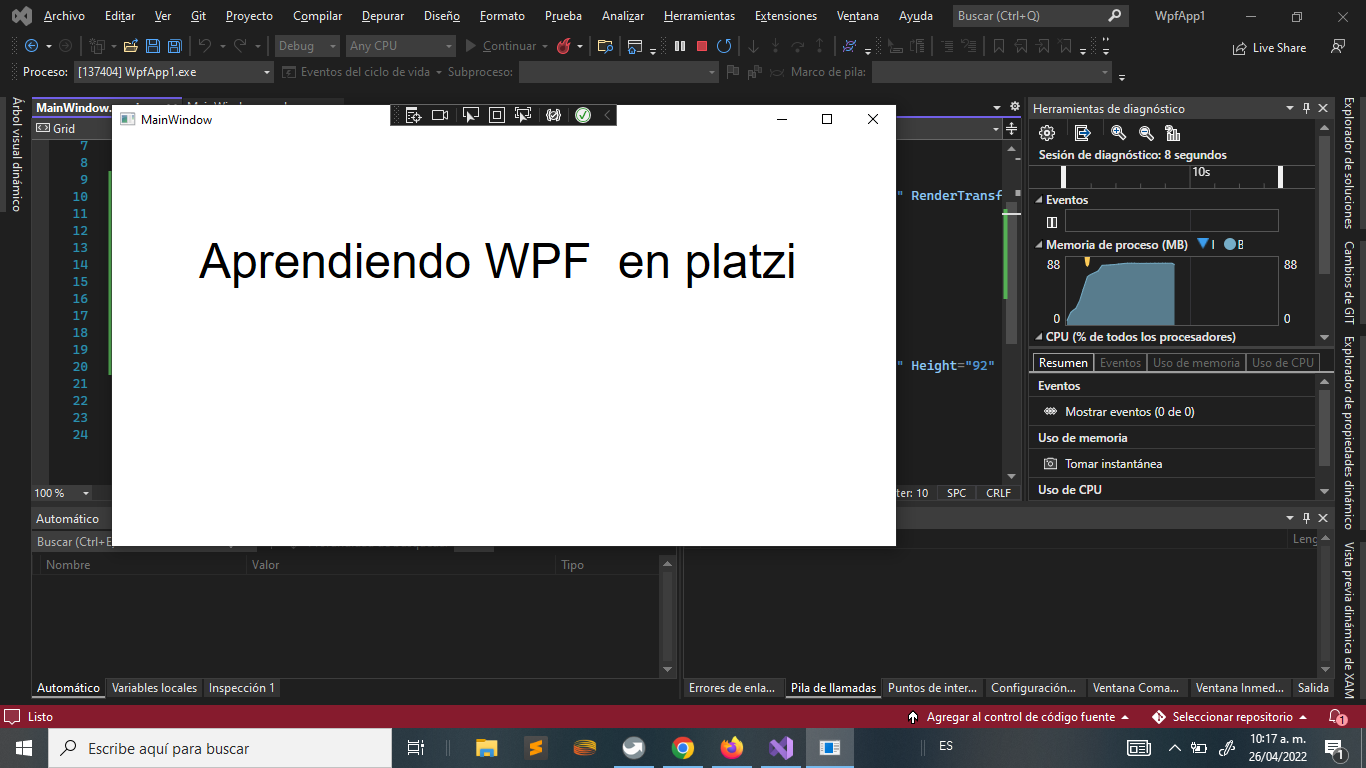 Archivo Editar Ver Git Proyecto Compilar Depurar Diseño Formato Prueba Analizar Herramientas Extensiones Ventana Ayuda Buscar (Ctrl+Q) WpfApp1
Debug Any CPU Continuar Live Share
Proceso: [137404] WpfApp1.exe Eventos del ciclo de vida Subproceso: Marco de pila:
Árbol visual dinámico
MainWindow.
Grid
MainWindow
7
8
9
10 " RenderTransf
11
12
13
14
15
16
17
18
19
20 " Height="92"
21
22
23
24
Aprendiendo WPF  en platzi
100 %
10 SPC CRLF
Herramientas de diagnóstico
Sesión de diagnóstico: 8 segundos
10s
Eventos
Memoria de proceso (MB)
88 88
0 0
CPU (% de todos los procesadores)
Resumen Eventos Uso de memoria Uso de CPU
Eventos
Mostrar eventos (0 de 0)
Uso de memoria
Tomar instantánea
Uso de CPU
Explorador de soluciones
Cambios de GIT
Explorador de propiedades dinámico
Vista previa dinámica de XAM
Automático
Buscar (Ctrl+E
Nombre Valor Tipo
Leng
Automático Variables locales Inspección 1
Errores de enla... Pila de llamadas Puntos de inter... Configuración... Ventana Coma... Ventana Inmed... Salida
Listo Agregar al control de código fuente Seleccionar repositorio 1
Escribe aquí para buscar ES 10:17 a. m.
26/04/2022 1